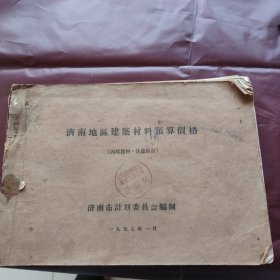 濟南地區建築材料預算價格
(內部資料·注意保存)
濟南市計划委員會編制
一九五七年一月